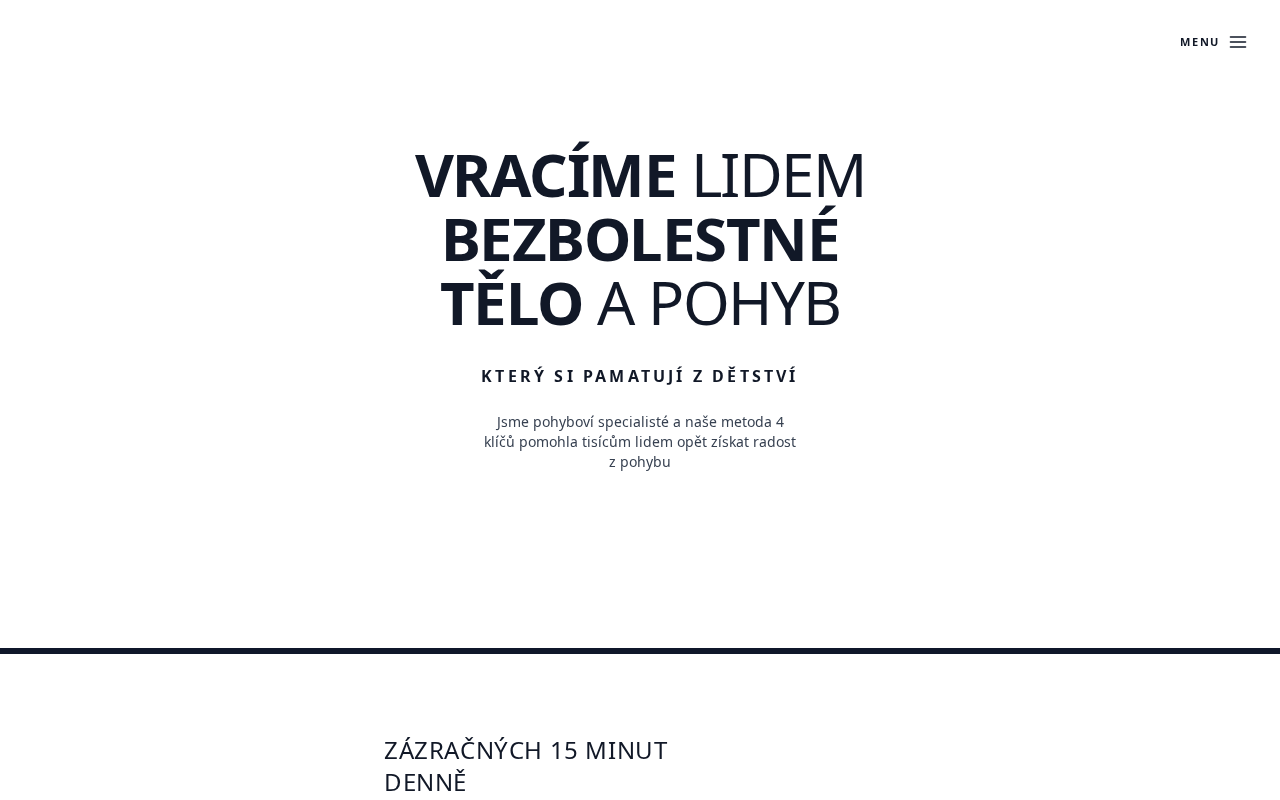 MENU
VRACÍME LIDEM
BEZBOLESTNÉ
TĚLO A POHYB
KTERÝ SI PAMATUJÍ Z DĚTSTVÍ
Jsme pohyboví specialisté a naše metoda 4
klíčů pomohla tisícům lidem opět získat radost
z pohybu
ZÁZRAČNÝCH 15 MINUT
DENNĚ